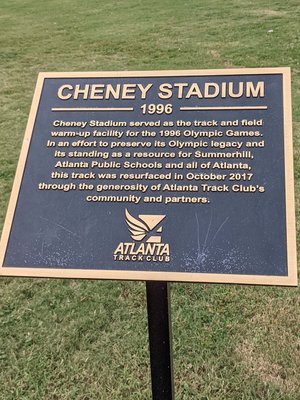 CHENEY STADIUM
1996
Cheney Stadium served as the track and field
warm-up facility for the 1996 Olympic Games.
In an effort to preserve its Olympic legacy and
its standing as a resource for Summerhill,
Atlanta Public Schools and all of Atlanta,
this track was resurfaced in October 2017
through the generosity of Atlanta Track Club's
community and partners.
ATLANTA
TRACK CLUB